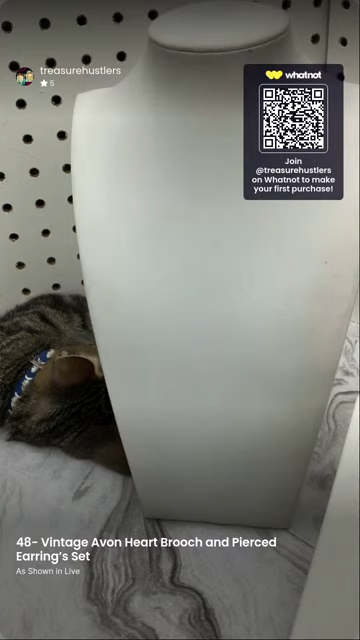 treasurehustlers
★ 5
whatnot
Join
@treasurehustlers
on Whatnot to make
your first purchase!
48- Vintage Avon Heart Brooch and Pierced
Earring's Set
As Shown in Live